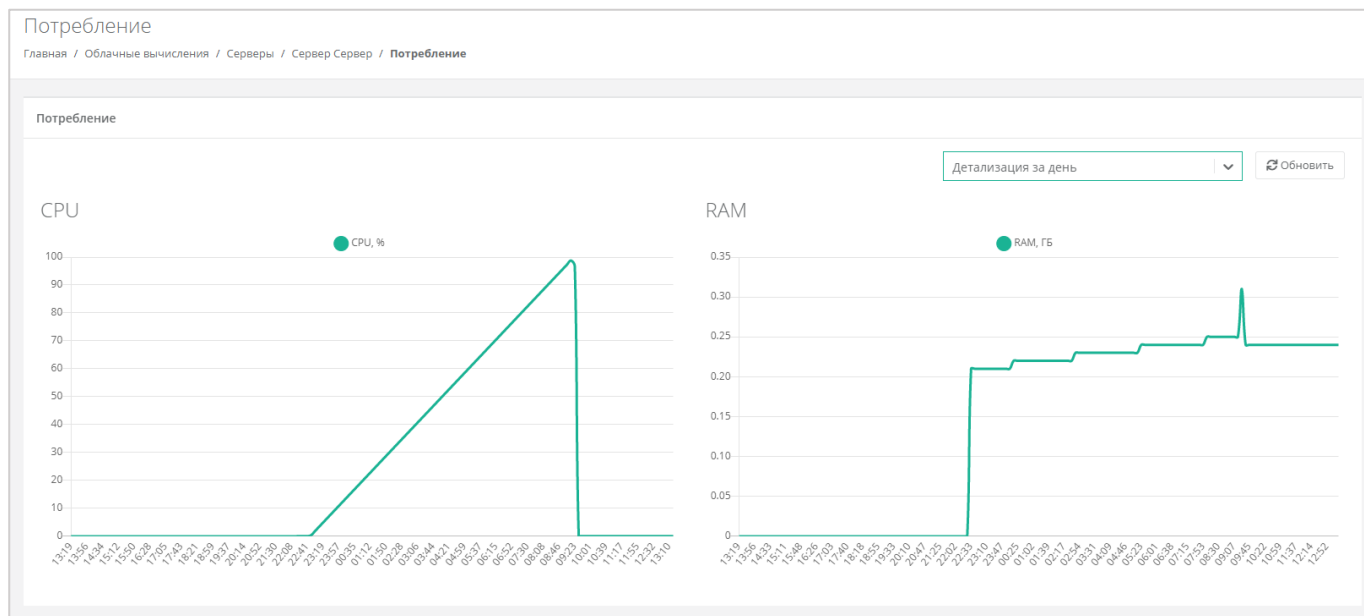 Потребление
Главная / Облачные вычисления / Серверы / Сервер Сервер / Потребление
Потребление
Детализация за день
Обновить
CPU
CPU, %
100
90
80
70
60
50
40
30
20
10
0
13:19 13:56 14:34 15:12 15:50 16:28 17:05 17:43 18:21 18:59 19:37 20:14 20:52 21:30 22:08 22:41 23:19 23:57 00:35 01:12 01:50 02:28 03:06 03:44 04:21 04:59 05:37 06:15 06:52 07:30 08:08 08:46 09:23 10:01 10:39 11:17 11:55 12:32 13:10
RAM
RAM, ГБ
0.35
0.30
0.25
0.20
0.15
0.10
0.05
0
13:19 13:56 14:33 15:11 15:48 16:26 17:03 17:40 18:18 18:55 19:33 20:10 20:47 21:25 22:02 22:33 23:10 23:47 00:25 01:02 01:39 02:17 02:54 03:31 04:09 04:46 05:23 06:01 06:38 07:15 07:53 08:30 09:07 09:45 10:22 10:59 11:37 12:14 12:52